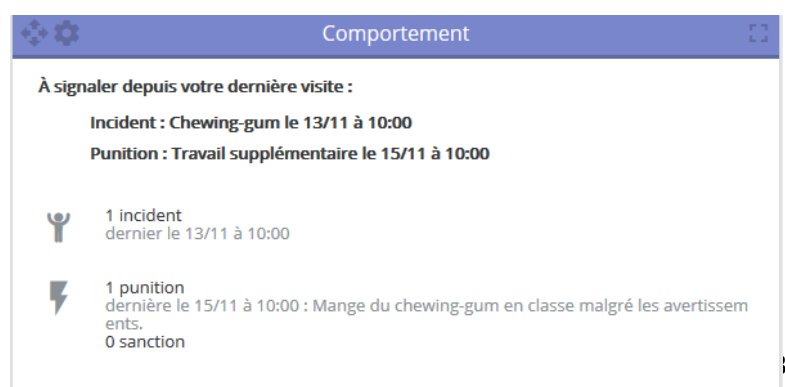 Comportement
À signaler depuis votre dernière visite :
Incident : Chewing-gum le 13/11 à 10:00
Punition : Travail supplémentaire le 15/11 à 10:00
1 incident
dernier le 13/11 à 10:00
1 punition
dernière le 15/11 à 10:00 : Mange du chewing-gum en classe malgré les avertissem
ents.
0 sanction